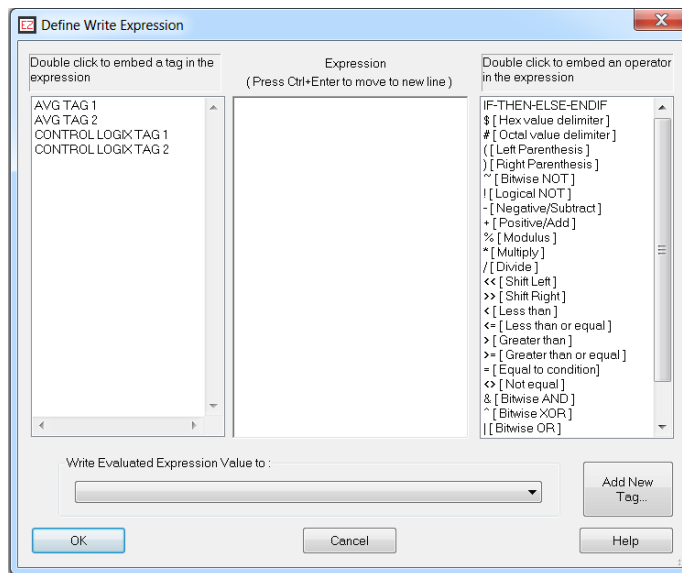 EZ Define Write Expression
Double click to embed a tag in the
expression
Expression
( Press Ctrl+Enter to move to new line )
Double click to embed an operator
in the expression
AVG TAG 1
AVG TAG 2
CONTROL LOGIX TAG 1
CONTROL LOGIX TAG 2
IF-THEN-ELSE-ENDIF
$ [ Hex value delimiter ]
# [ Octal value delimiter ]
( [ Left Parenthesis ]
) [ Right Parenthesis ]
~ [ Bitwise NOT ]
! [ Logical NOT ]
- [ Negative/Subtract ]
+ [ Positive/Add ]
% [ Modulus ]
* [ Multiply ]
/ [ Divide ]
<< [ Shift Left ]
>> [ Shift Right ]
< [ Less than ]
<= [ Less than or equal ]
> [ Greater than ]
>= [ Greater than or equal ]
= [ Equal to condition]
<> [ Not equal ]
& [ Bitwise AND ]
^ [ Bitwise XOR ]
| [ Bitwise OR ]
Write Evaluated Expression Value to :
Add New
Tag...
OK
Cancel
Help